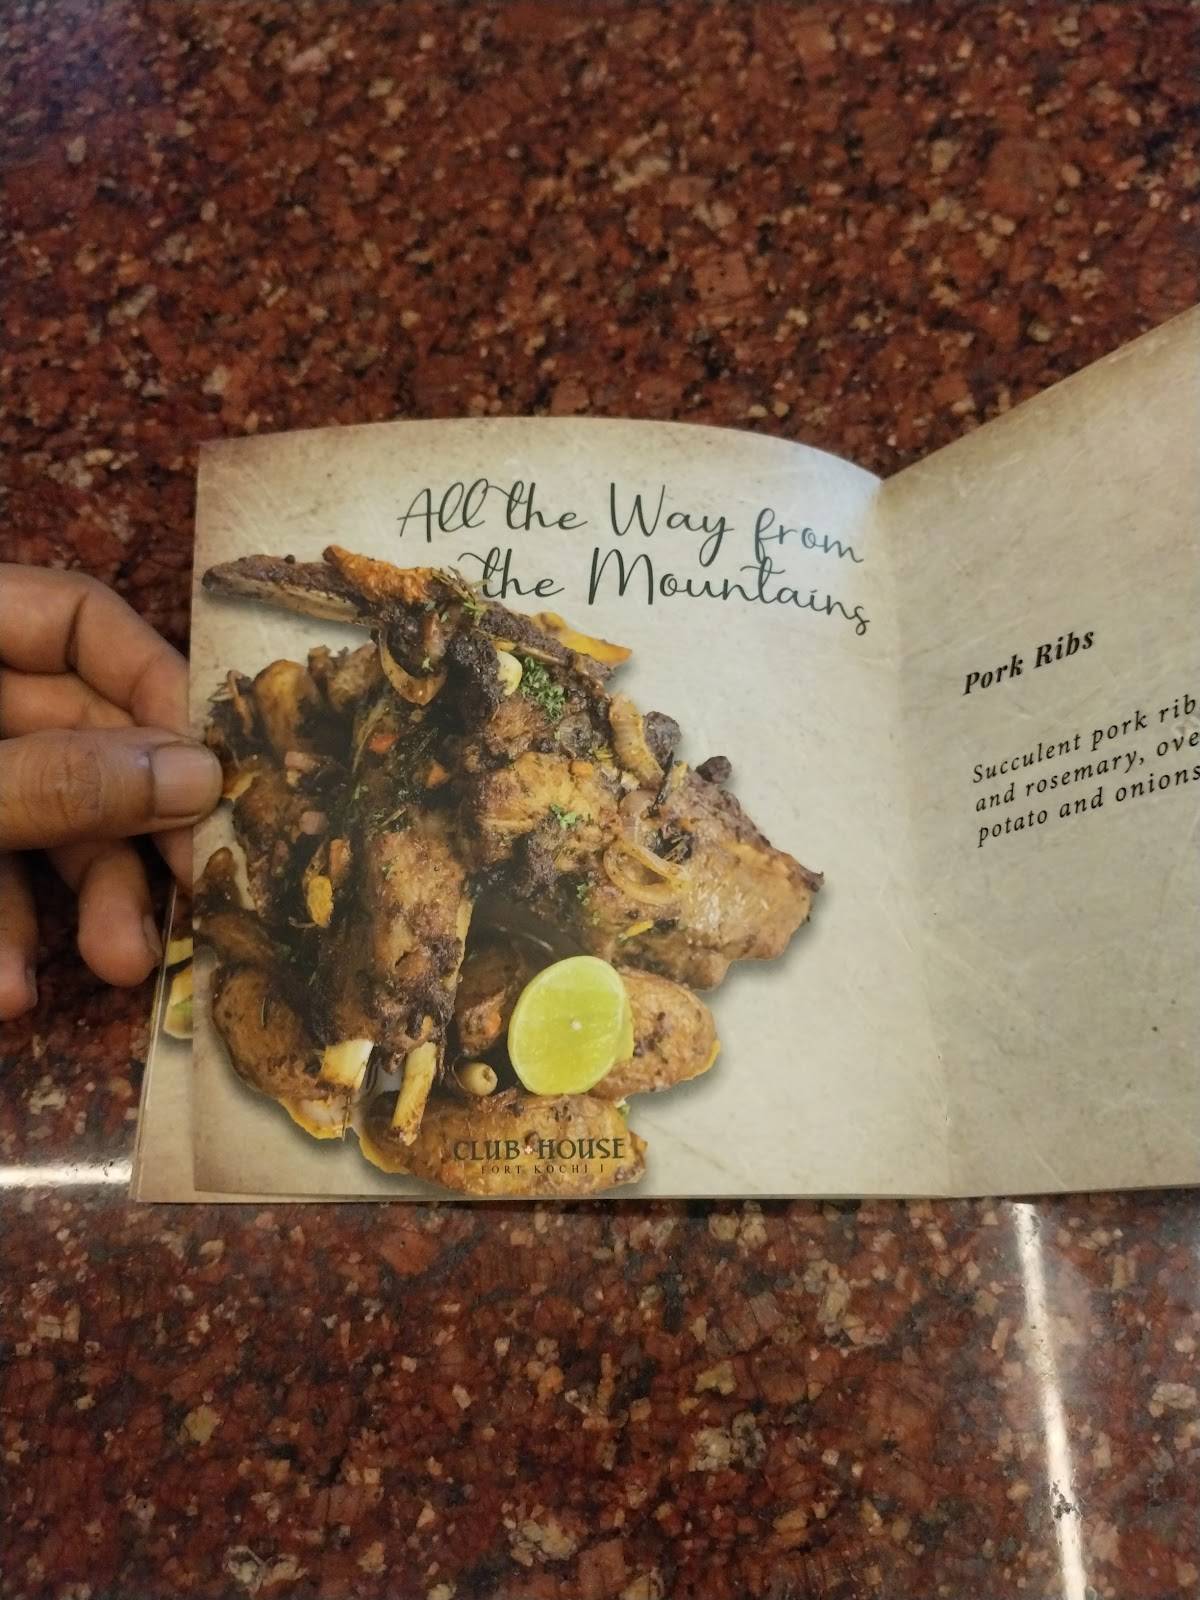 All the Way from
the Mountains
CLUB HOUSE
FORT KOCHI
Pork Ribs
Succulent pork rib
and rosemary, ove
potato and onions